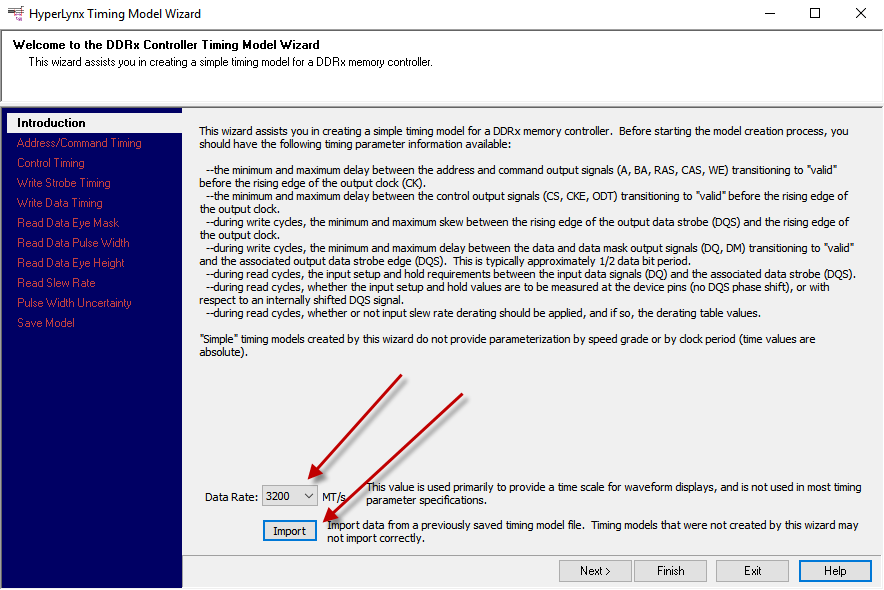 HyperLynx Timing Model Wizard
Welcome to the DDRx Controller Timing Model Wizard
This wizard assists you in creating a simple timing model for a DDRx memory controller.
Introduction
Address/Command Timing
Control Timing
Write Strobe Timing
Write Data Timing
Read Data Eye Mask
Read Data Pulse Width
Read Data Eye Height
Read Slew Rate
Pulse Width Uncertainty
Save Model
This wizard assists you in creating a simple timing model for a DDRx memory controller.  Before starting the model creation process, you
should have the following timing parameter information available:
--the minimum and maximum delay between the address and command output signals (A, BA, RAS, CAS, WE) transitioning to "valid"
before the rising edge of the output clock (CK).
--the minimum and maximum delay between the control output signals (CS, CKE, ODT) transitioning to "valid" before the rising edge of
the output clock.
--during write cycles, the minimum and maximum skew between the rising edge of the output data strobe (DQS) and the rising edge of
the output clock.
--during write cycles, the minimum and maximum delay between the data and data mask output signals (DQ, DM) transitioning to "valid"
and the associated output data strobe edge (DQS).  This is typically approximately 1/2 data bit period.
--during read cycles, the input setup and hold requirements between the input data signals (DQ) and the associated data strobe (DQS).
--during read cycles, whether the input setup and hold values are to be measured at the device pins (no DQS phase shift), or with
respect to an internally shifted DQS signal.
--during read cycles, whether or not input slew rate derating should be applied, and if so, the derating table values.
"Simple" timing models created by this wizard do not provide parameterization by speed grade or by clock period (time values are
absolute).
Data Rate: 3200 MT/s
This value is used primarily to provide a time scale for waveform displays, and is not used in most timing
parameter specifications.
Import
Import data from a previously saved timing model file.  Timing models that were not created by this wizard may
not import correctly.
Next >
Finish
Exit
Help